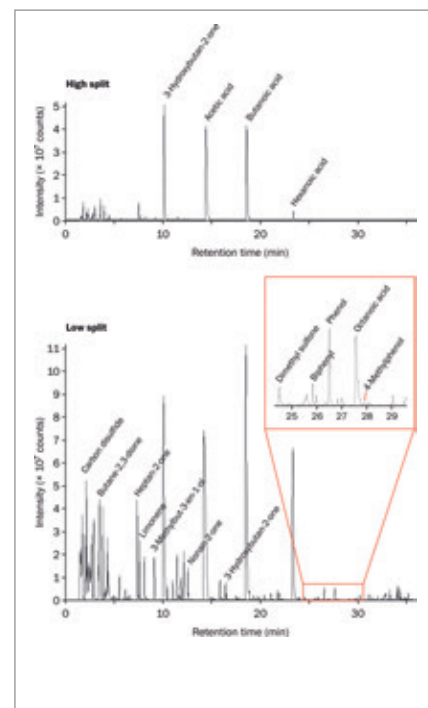 High split
3-Hydroxybutan-2-one
Acetic acid
Butanoic acid
Hexanoic acid
Intensity (× 10⁷ counts)
5
4
3
2
1
0
0 10 20 30
Retention time (min)
Low split
Carbon disulfide
Butane-2,3-dione
Heptan-2-one
Limonene
3-Methylbut-3-en-1-ol
Nonan-2-one
3-Hydroxybutan-2-one
Dimethyl sulfone
Biphenyl
Phenol
Octanoic acid
4-Methylphenol
25 26 27 28 29
Intensity (× 10⁷ counts)
11
10
9
8
7
6
5
4
3
2
1
0
0 10 20 30
Retention time (min)